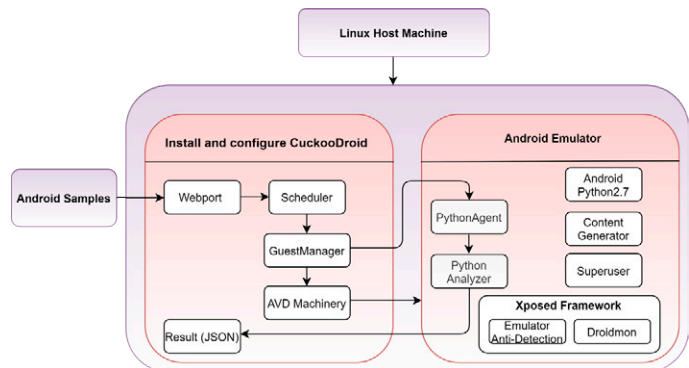 Linux Host Machine
Install and configure CuckooDroid
Android Emulator
Android Samples
Webport
Scheduler
GuestManager
AVD Machinery
Result (JSON)
PythonAgent
Python
Analyzer
Android
Python2.7
Content
Generator
Superuser
Xposed Framework
Emulator
Anti-Detection
Droidmon